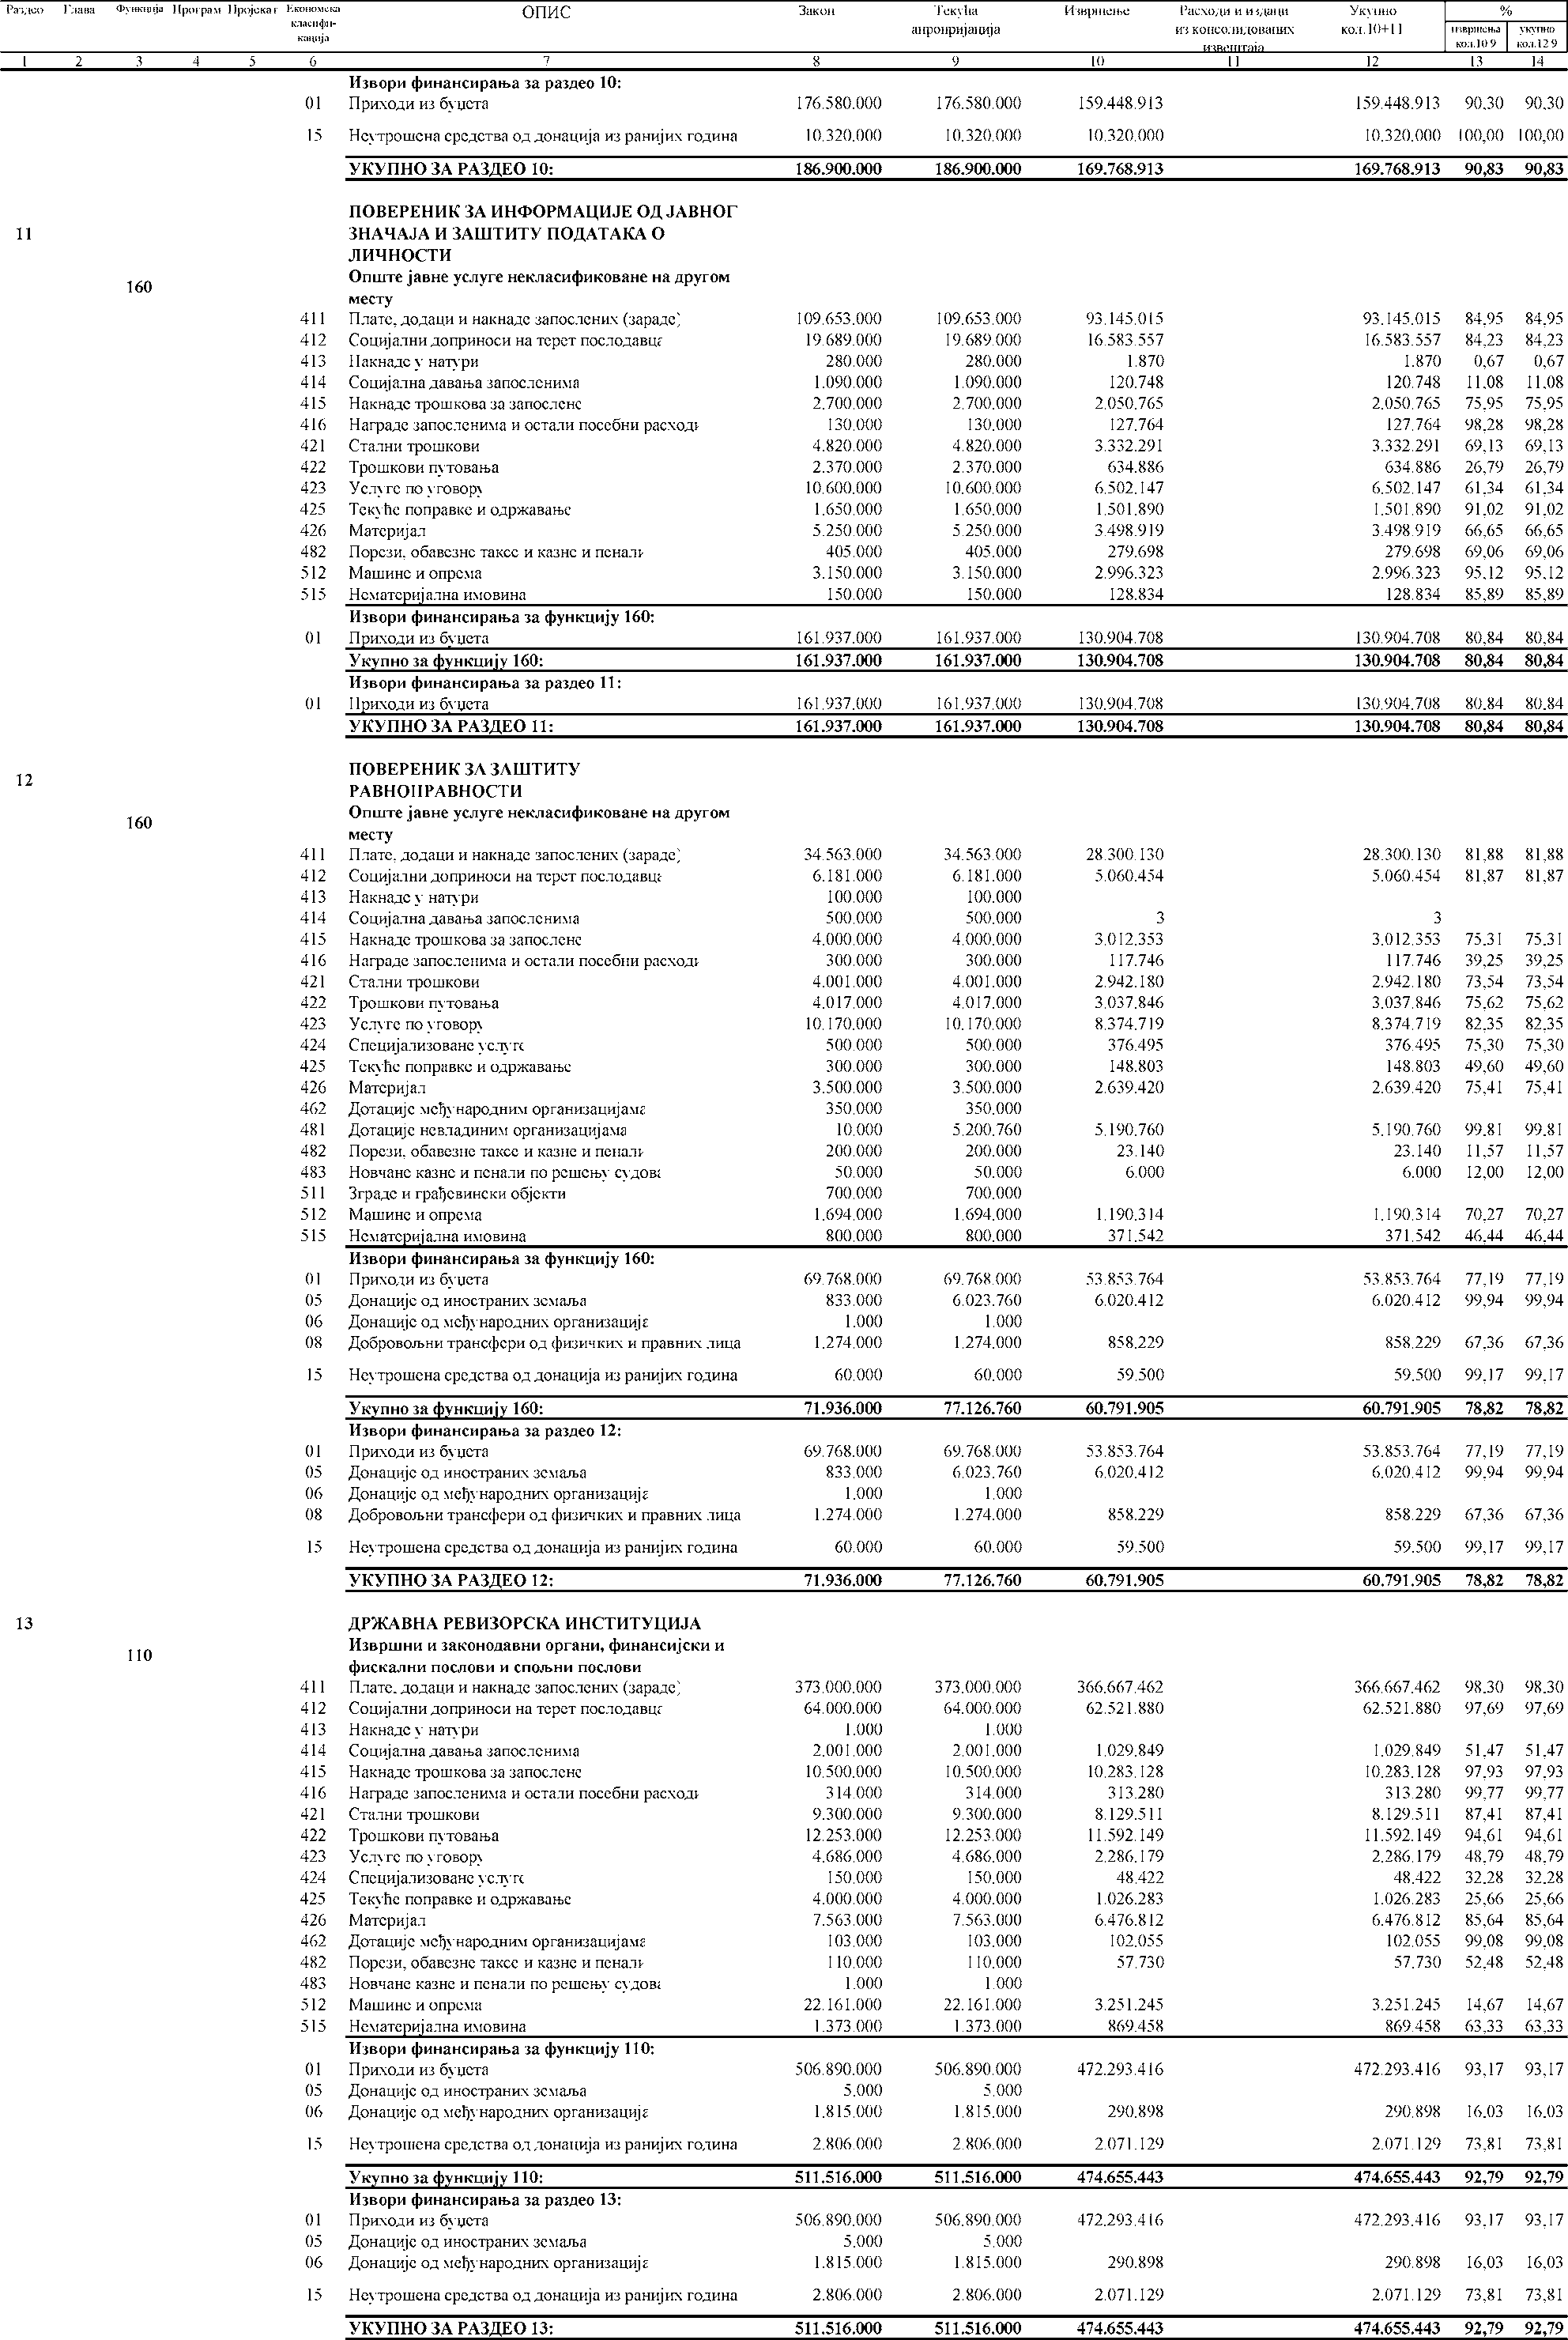 Раздео Глава Функција Програм Пројекат Економска класифи-кација ОПИС Закон Текућа апропријација Извршење Расходи и издаци из консолидованих извештаја Укупно кол.10+11 % извршења кол.10/9 укупно кол.12/9
1 2 3 4 5 6 7 8 9 10 11 12 13 14
Извори финансирања за раздео 10:
01 Приходи из буџета 176.580.000 176.580.000 159.448.913 159.448.913 90,30 90,30
15 Неутрошена средства од донација из ранијих година 10.320.000 10.320.000 10.320.000 10.320.000 100,00 100,00
УКУПНО ЗА РАЗДЕО 10: 186.900.000 186.900.000 169.768.913 169.768.913 90,83 90,83
ПОВЕРЕНИК ЗА ИНФОРМАЦИЈЕ ОД ЈАВНОГ
11 ЗНАЧАЈА И ЗАШТИТУ ПОДАТАКА О
ЛИЧНОСТИ
160 Опште јавне услуге некласификоване на другом
месту
411 Плате, додаци и накнаде запослених (зараде) 109.653.000 109.653.000 93.145.015 93.145.015 84,95 84,95
412 Социјални доприноси на терет послодавца 19.689.000 19.689.000 16.583.557 16.583.557 84,23 84,23
413 Накнаде у натури 280.000 280.000 1.870 1.870 0,67 0,67
414 Социјална давања запосленима 1.090.000 1.090.000 120.748 120.748 11,08 11,08
415 Накнаде трошкова за запослене 2.700.000 2.700.000 2.050.765 2.050.765 75,95 75,95
416 Награде запосленима и остали посебни расходи 130.000 130.000 127.764 127.764 98,28 98,28
421 Стални трошкови 4.820.000 4.820.000 3.332.291 3.332.291 69,13 69,13
422 Трошкови путовања 2.370.000 2.370.000 634.886 634.886 26,79 26,79
423 Услуге по уговору 10.600.000 10.600.000 6.502.147 6.502.147 61,34 61,34
425 Текуће поправке и одржавање 1.650.000 1.650.000 1.501.890 1.501.890 91,02 91,02
426 Материјал 5.250.000 5.250.000 3.498.919 3.498.919 66,65 66,65
482 Порези, обавезне таксе и казне и пенали 405.000 405.000 279.698 279.698 69,06 69,06
512 Машине и опрема 3.150.000 3.150.000 2.996.323 2.996.323 95,12 95,12
515 Нематеријална имовина 150.000 150.000 128.834 128.834 85,89 85,89
Извори финансирања за функцију 160:
01 Приходи из буџета 161.937.000 161.937.000 130.904.708 130.904.708 80,84 80,84
Укупно за функцију 160: 161.937.000 161.937.000 130.904.708 130.904.708 80,84 80,84
Извори финансирања за раздео 11:
01 Приходи из буџета 161.937.000 161.937.000 130.904.708 130.904.708 80,84 80,84
УКУПНО ЗА РАЗДЕО 11: 161.937.000 161.937.000 130.904.708 130.904.708 80,84 80,84
12 ПОВЕРЕНИК ЗА ЗАШТИТУ
РАВНОПРАВНОСТИ
160 Опште јавне услуге некласификоване на другом
месту
411 Плате, додаци и накнаде запослених (зараде) 34.563.000 34.563.000 28.300.130 28.300.130 81,88 81,88
412 Социјални доприноси на терет послодавца 6.181.000 6.181.000 5.060.454 5.060.454 81,87 81,87
413 Накнаде у натури 100.000 100.000
414 Социјална давања запосленима 500.000 500.000 3 3
415 Накнаде трошкова за запослене 4.000.000 4.000.000 3.012.353 3.012.353 75,31 75,31
416 Награде запосленима и остали посебни расходи 300.000 300.000 117.746 117.746 39,25 39,25
421 Стални трошкови 4.001.000 4.001.000 2.942.180 2.942.180 73,54 73,54
422 Трошкови путовања 4.017.000 4.017.000 3.037.846 3.037.846 75,62 75,62
423 Услуге по уговору 10.170.000 10.170.000 8.374.719 8.374.719 82,35 82,35
424 Специјализоване услуге 500.000 500.000 376.495 376.495 75,30 75,30
425 Текуће поправке и одржавање 300.000 300.000 148.803 148.803 49,60 49,60
426 Материјал 3.500.000 3.500.000 2.639.420 2.639.420 75,41 75,41
462 Дотације међународним организацијама 350.000 350.000
481 Дотације невладиним организацијама 10.000 5.200.760 5.190.760 5.190.760 99,81 99,81
482 Порези, обавезне таксе и казне и пенали 200.000 200.000 23.140 23.140 11,57 11,57
483 Новчане казне и пенали по решењу судова 50.000 50.000 6.000 6.000 12,00 12,00
511 Зграде и грађевински објекти 700.000 700.000
512 Машине и опрема 1.694.000 1.694.000 1.190.314 1.190.314 70,27 70,27
515 Нематеријална имовина 800.000 800.000 371.542 371.542 46,44 46,44
Извори финансирања за функцију 160:
01 Приходи из буџета 69.768.000 69.768.000 53.853.764 53.853.764 77,19 77,19
05 Донације од иностраних земаља 833.000 6.023.760 6.020.412 6.020.412 99,94 99,94
06 Донације од међународних организација 1.000 1.000
08 Добровољни трансфери од физичких и правних лица 1.274.000 1.274.000 858.229 858.229 67,36 67,36
15 Неутрошена средства од донација из ранијих година 60.000 60.000 59.500 59.500 99,17 99,17
Укупно за функцију 160: 71.936.000 77.126.760 60.791.905 60.791.905 78,82 78,82
Извори финансирања за раздео 12:
01 Приходи из буџета 69.768.000 69.768.000 53.853.764 53.853.764 77,19 77,19
05 Донације од иностраних земаља 833.000 6.023.760 6.020.412 6.020.412 99,94 99,94
06 Донације од међународних организација 1.000 1.000
08 Добровољни трансфери од физичких и правних лица 1.274.000 1.274.000 858.229 858.229 67,36 67,36
15 Неутрошена средства од донација из ранијих година 60.000 60.000 59.500 59.500 99,17 99,17
УКУПНО ЗА РАЗДЕО 12: 71.936.000 77.126.760 60.791.905 60.791.905 78,82 78,82
13 ДРЖАВНА РЕВИЗОРСКА ИНСТИТУЦИЈА
110 Извршни и законодавни органи, финансијски и
фискални послови и спољни послови
411 Плате, додаци и накнаде запослених (зараде) 373.000.000 373.000.000 366.667.462 366.667.462 98,30 98,30
412 Социјални доприноси на терет послодавца 64.000.000 64.000.000 62.521.880 62.521.880 97,69 97,69
413 Накнаде у натури 1.000 1.000
414 Социјална давања запосленима 2.001.000 2.001.000 1.029.849 1.029.849 51,47 51,47
415 Накнаде трошкова за запослене 10.500.000 10.500.000 10.283.128 10.283.128 97,93 97,93
416 Награде запосленима и остали посебни расходи 314.000 314.000 313.280 313.280 99,77 99,77
421 Стални трошкови 9.300.000 9.300.000 8.129.511 8.129.511 87,41 87,41
422 Трошкови путовања 12.253.000 12.253.000 11.592.149 11.592.149 94,61 94,61
423 Услуге по уговору 4.686.000 4.686.000 2.286.179 2.286.179 48,79 48,79
424 Специјализоване услуге 150.000 150.000 48.422 48.422 32,28 32,28
425 Текуће поправке и одржавање 4.000.000 4.000.000 1.026.283 1.026.283 25,66 25,66
426 Материјал 7.563.000 7.563.000 6.476.812 6.476.812 85,64 85,64
462 Дотације међународним организацијама 103.000 103.000 102.055 102.055 99,08 99,08
482 Порези, обавезне таксе и казне и пенали 110.000 110.000 57.730 57.730 52,48 52,48
483 Новчане казне и пенали по решењу судова 1.000 1.000
512 Машине и опрема 22.161.000 22.161.000 3.251.245 3.251.245 14,67 14,67
515 Нематеријална имовина 1.373.000 1.373.000 869.458 869.458 63,33 63,33
Извори финансирања за функцију 110:
01 Приходи из буџета 506.890.000 506.890.000 472.293.416 472.293.416 93,17 93,17
05 Донације од иностраних земаља 5.000 5.000
06 Донације од међународних организација 1.815.000 1.815.000 290.898 290.898 16,03 16,03
15 Неутрошена средства од донација из ранијих година 2.806.000 2.806.000 2.071.129 2.071.129 73,81 73,81
Укупно за функцију 110: 511.516.000 511.516.000 474.655.443 474.655.443 92,79 92,79
Извори финансирања за раздео 13:
01 Приходи из буџета 506.890.000 506.890.000 472.293.416 472.293.416 93,17 93,17
05 Донације од иностраних земаља 5.000 5.000
06 Донације од међународних организација 1.815.000 1.815.000 290.898 290.898 16,03 16,03
15 Неутрошена средства од донација из ранијих година 2.806.000 2.806.000 2.071.129 2.071.129 73,81 73,81
УКУПНО ЗА РАЗДЕО 13: 511.516.000 511.516.000 474.655.443 474.655.443 92,79 92,79